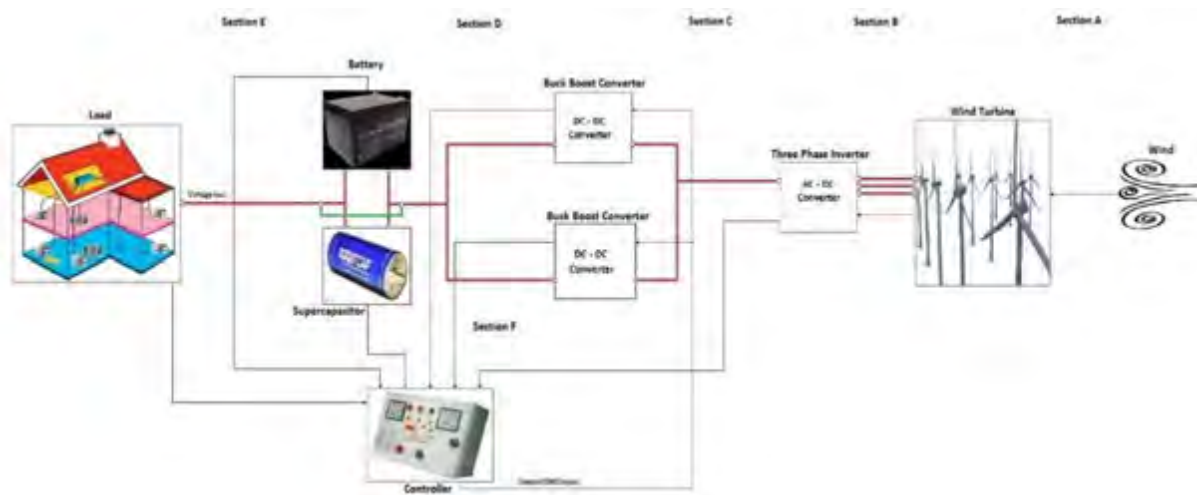 Section E
Section D
Section C
Section B
Section A
Battery
Buck Boost Converter
Load
DC - DC
Converter
Wind Turbine
Three Phase Inverter
Wind
AC - DC
Converter
Buck Boost Converter
DC - DC
Converter
Supercapacitor
Section F
Controller